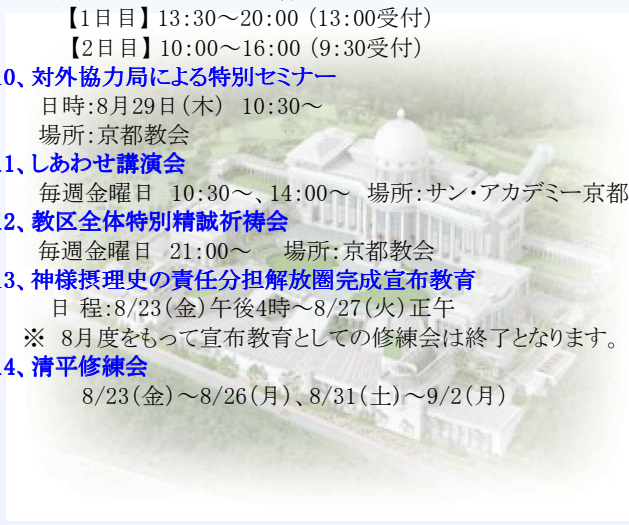 【1日目】13:30～20:00 (13:00受付)
【2日目】10:00～16:00 (9:30受付)
0、対外協力局による特別セミナー
日時:8月29日(木) 10:30～
場所:京都教会
1、しあわせ講演会
毎週金曜日 10:30～、14:00～ 場所:サン・アカデミー京都
2、教区全体特別精誠祈祷会
毎週金曜日 21:00～ 場所:京都教会
3、神様摂理史の責任分担解放圏完成宣布教育
日 程:8/23(金)午後4時～8/27(火)正午
※ 8月度をもって宣布教育としての修練会は終了となります。
4、清平修練会
8/23(金)～8/26(月)、8/31(土)～9/2(月)